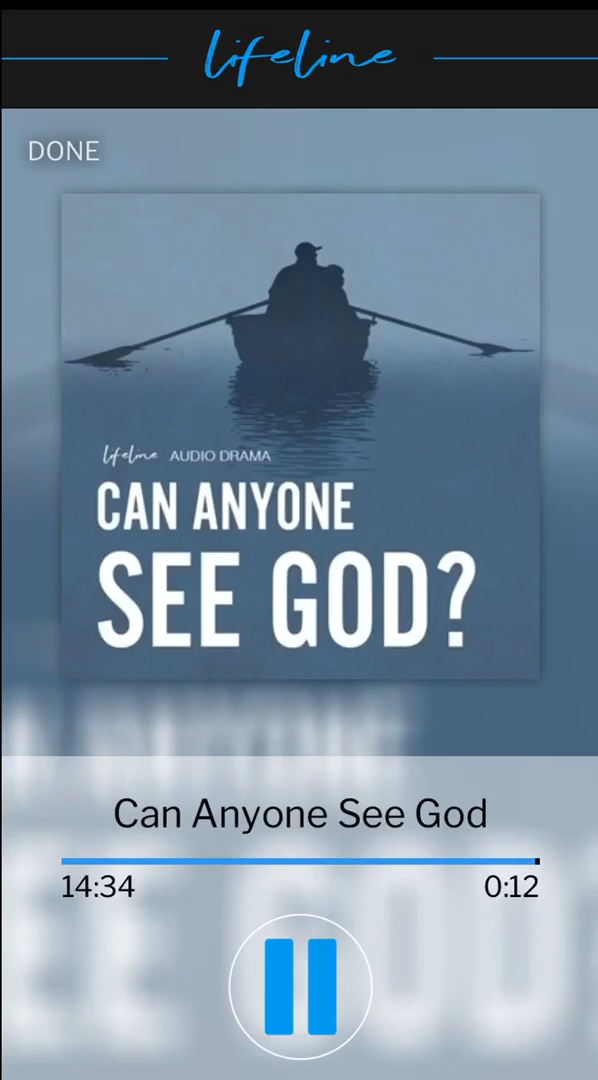 lifeline
DONE
lifeline AUDIO DRAMA
CAN ANYONE
SEE GOD?
Can Anyone See God
14:34 0:12